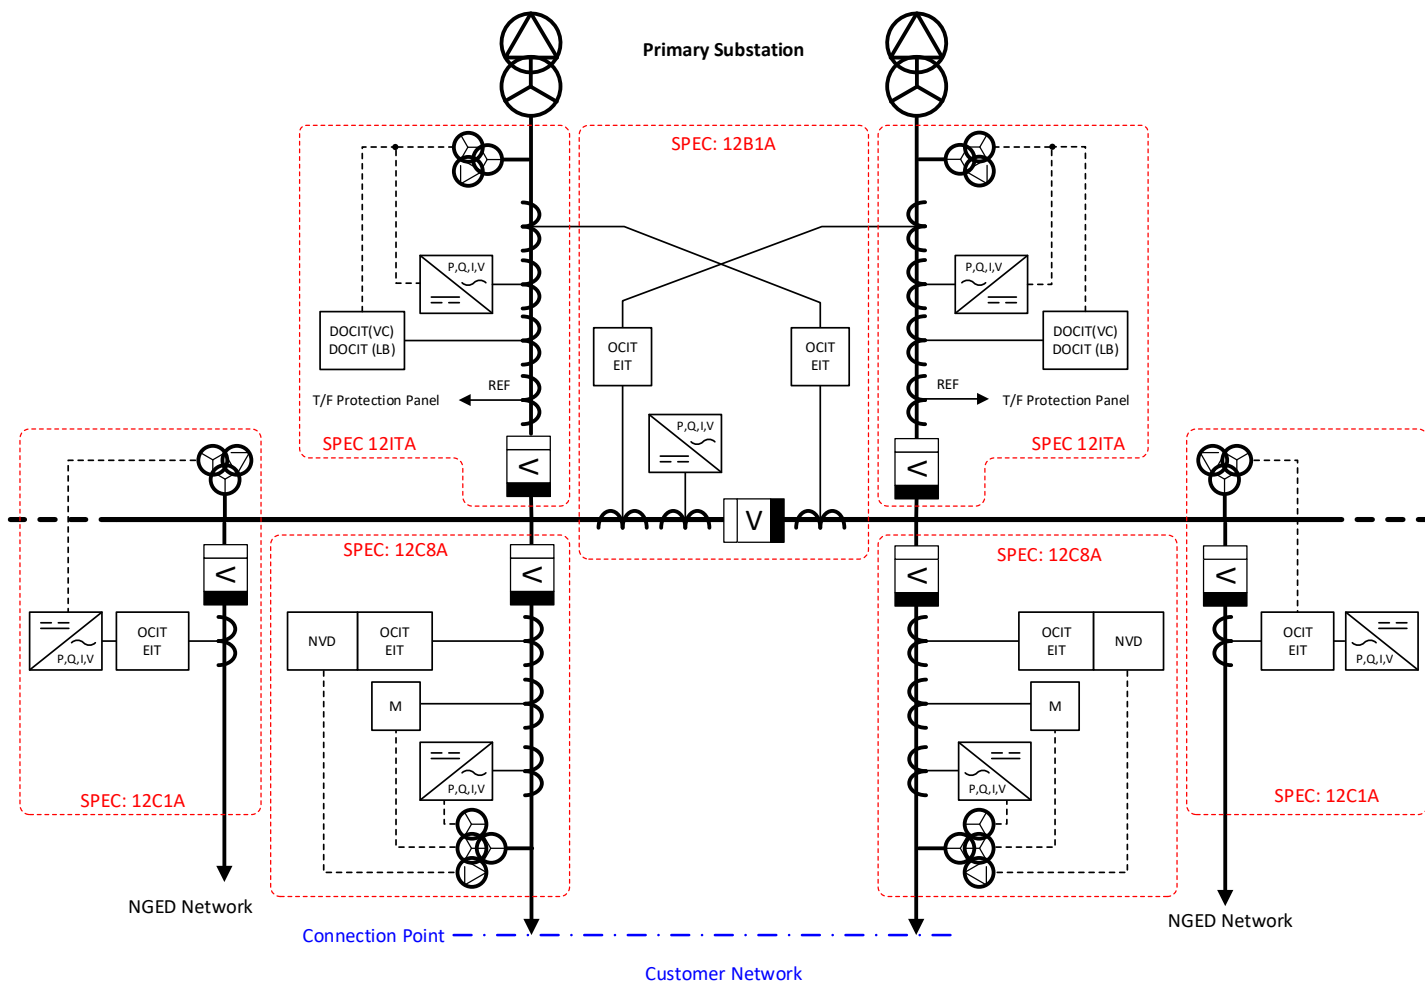 Primary Substation
SPEC: 12B1A
P,Q,I,V
P,Q,I,V
DOCIT(VC)
DOCIT (LB)
OCIT
EIT
OCIT
EIT
DOCIT(VC)
DOCIT (LB)
REF
T/F Protection Panel
REF
T/F Protection Panel
P,Q,I,V
SPEC 12ITA
SPEC 12ITA
V
V
V
SPEC: 12C8A
SPEC: 12C8A
V
V
V
V
P,Q,I,V
OCIT
EIT
NVD
OCIT
EIT
OCIT
EIT
NVD
OCIT
EIT
P,Q,I,V
M
M
P,Q,I,V
P,Q,I,V
SPEC: 12C1A
SPEC: 12C1A
NGED Network
NGED Network
Connection Point
Customer Network